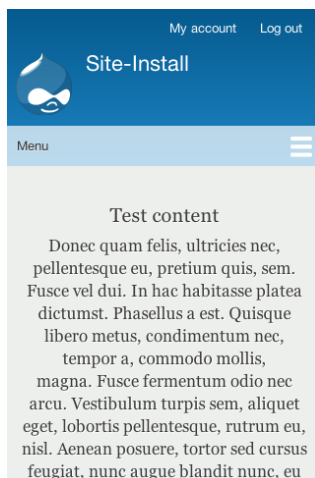 My account Log out
Site-Install
Menu
Test content
Donec quam felis, ultricies nec,
pellentesque eu, pretium quis, sem.
Fusce vel dui. In hac habitasse platea
dictumst. Phasellus a est. Quisque
libero metus, condimentum nec,
tempor a, commodo mollis,
magna. Fusce fermentum odio nec
arcu. Vestibulum turpis sem, aliquet
eget, lobortis pellentesque, rutrum eu,
nisl. Aenean posuere, tortor sed cursus
feugiat, nunc augue blandit nunc, eu